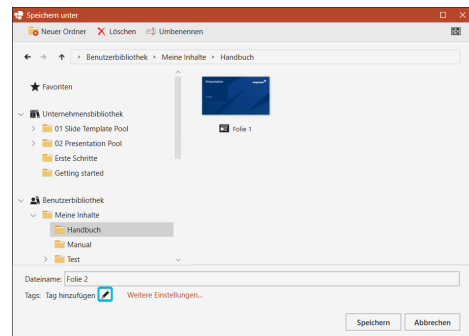 Speichern unter
Neuer Ordner Löschen Umbenennen
Benutzerbibliothek Meine Inhalte Handbuch
Favoriten
Unternehmensbibliothek
01 Slide Template Pool
02 Presentation Pool
Erste Schritte
Getting started
Benutzerbibliothek
Meine Inhalte
Handbuch
Manual
Test
Präsentation
Folie 1
Dateiname: Folie 2
Tags: Tag hinzufügen Weitere Einstellungen...
Speichern Abbrechen